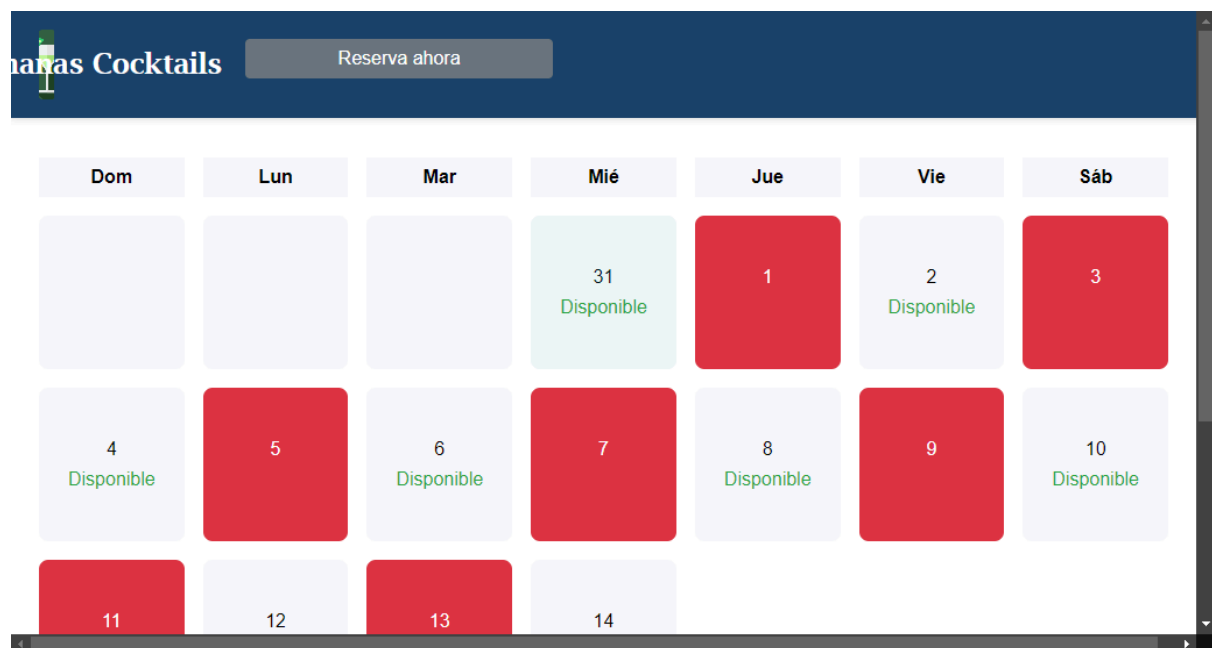 nanas Cocktails
Reserva ahora
Dom Lun Mar Mié Jue Vie Sáb
31 1 2 3
Disponible Disponible
4 5 6 7 8 9 10
Disponible Disponible Disponible Disponible
11 12 13 14